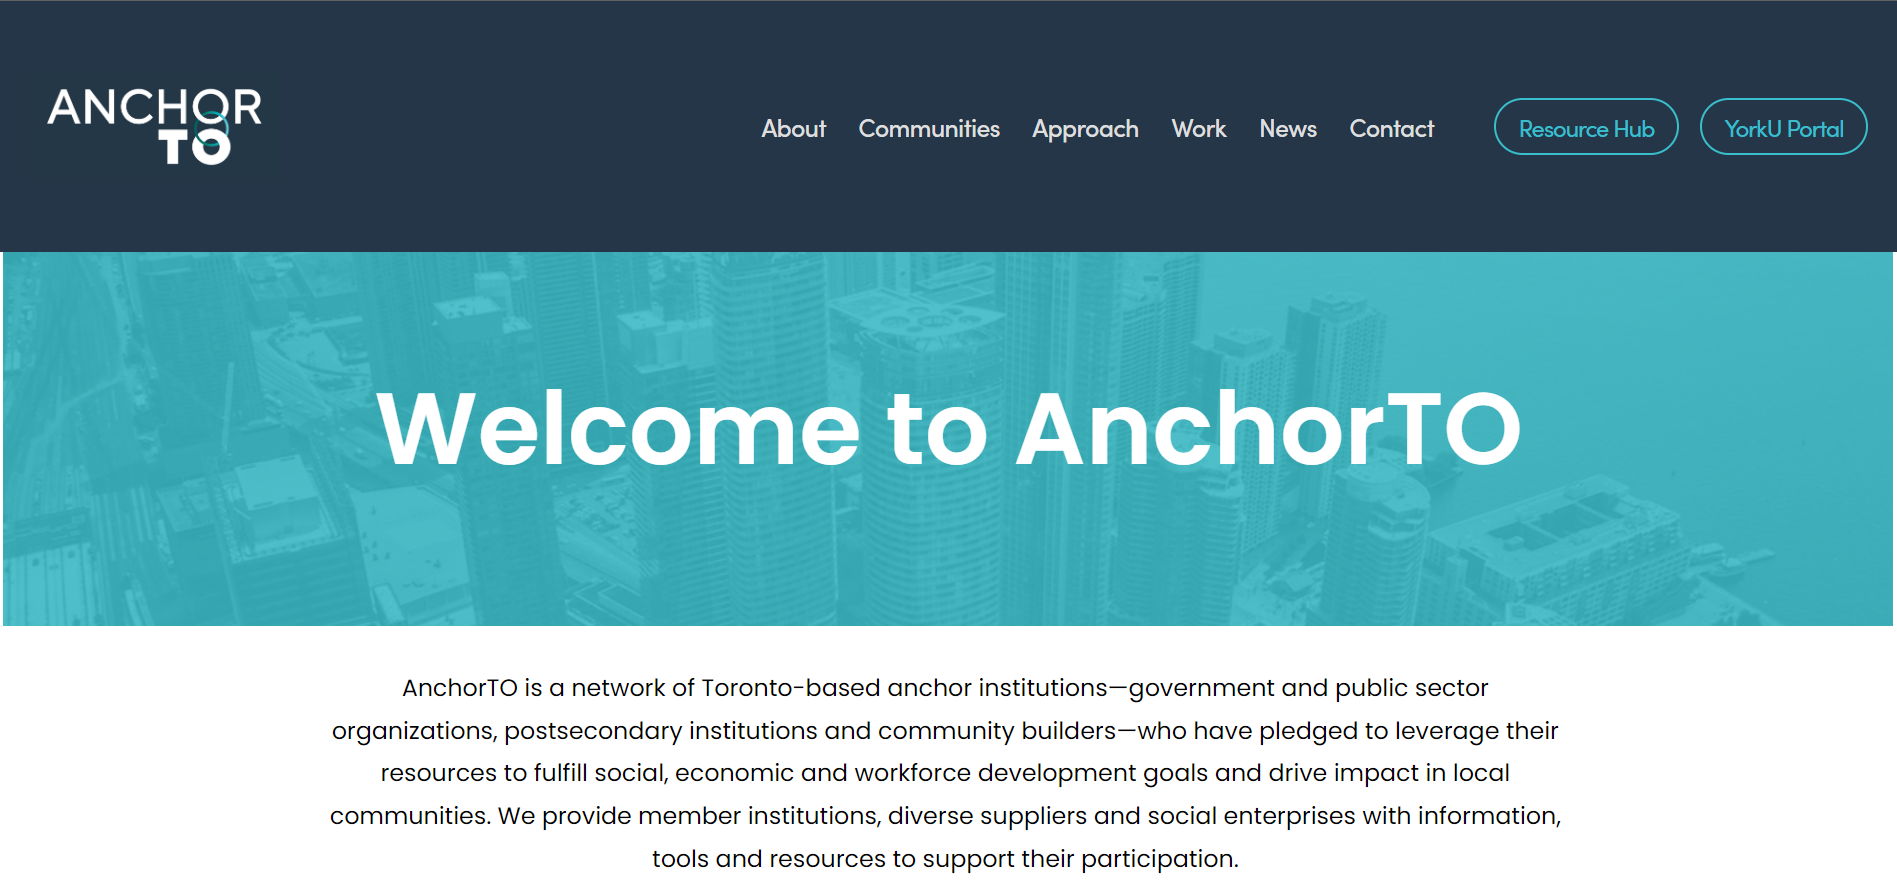 ANCHOR
TO
About Communities Approach Work News Contact Resource Hub YorkU Portal
Welcome to AnchorTO
AnchorTO is a network of Toronto-based anchor institutions—government and public sector
organizations, postsecondary institutions and community builders—who have pledged to leverage their
resources to fulfill social, economic and workforce development goals and drive impact in local
communities. We provide member institutions, diverse suppliers and social enterprises with information,
tools and resources to support their participation.